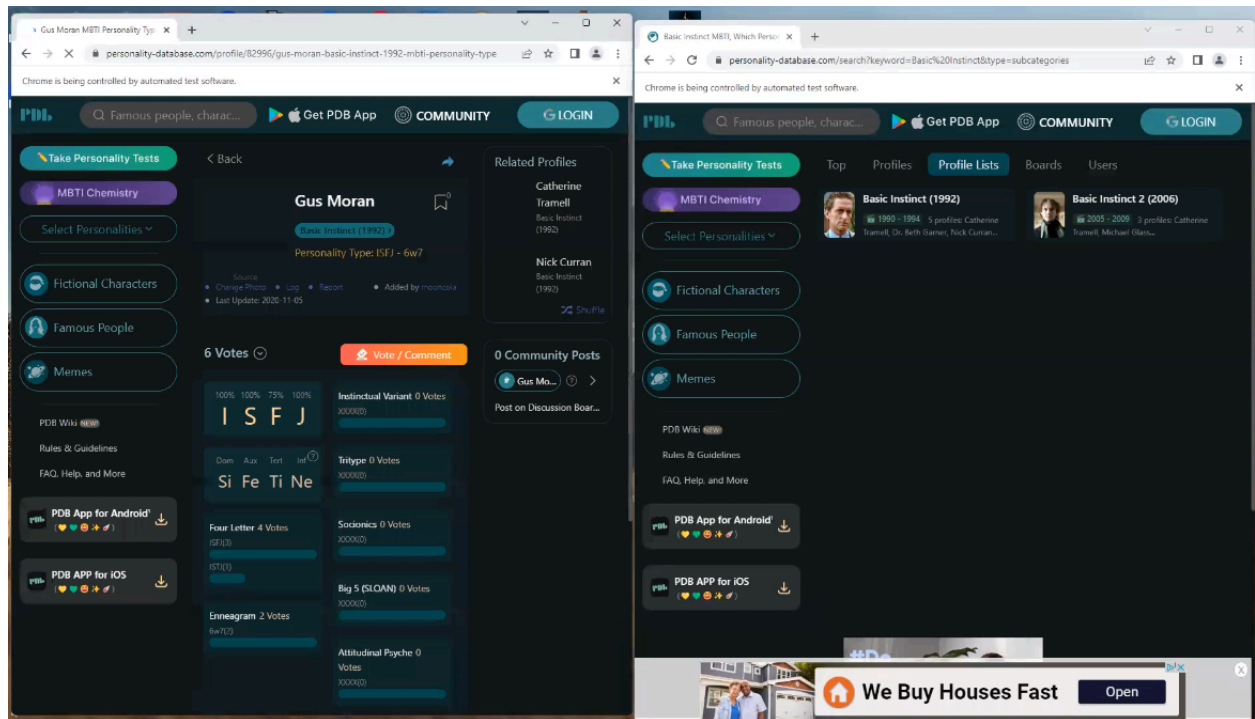 Gus Moran MBTI Personality Typ
personality-database.com/profile/82996/gus-moran-basic-instinct-1992-mbti-personality-type
Chrome is being controlled by automated test software.
PDb
Famous people, charac...
Get PDB App
COMMUNITY
G LOGIN
Take Personality Tests
MBTI Chemistry
Select Personalities
Fictional Characters
Famous People
Memes
PDB Wiki NEW!
Rules & Guidelines
FAQ, Help, and More
PDB App for Android
PDB APP for iOS
< Back
Gus Moran
0
Basic Instinct (1992)
Personality Type: ISFJ - 6w7
Source
• Change Photo • Log • Report • Added by mooncola
• Last Update: 2020-11-05
6 Votes
Vote / Comment
100% 100% 75% 100%
I S F J
Dom Aux Tert Inf ?
Si Fe Ti Ne
Four Letter 4 Votes
ISFJ(3)
ISTJ(1)
Enneagram 2 Votes
6w7(2)
Instinctual Variant 0 Votes
XXXX(0)
Tritype 0 Votes
XXXX(0)
Socionics 0 Votes
XXXX(0)
Big 5 (SLOAN) 0 Votes
XXXX(0)
Attitudinal Psyche 0
Votes
XXXX(0)
Related Profiles
Catherine
Tramell
Basic Instinct
(1992)
Nick Curran
Basic Instinct
(1992)
Shuffle
0 Community Posts
Gus Mo...
Post on Discussion Boar...
Basic Instinct MBTI, Which Perso
personality-database.com/search?keyword=Basic%20Instinct&type=subcategories
Chrome is being controlled by automated test software.
PDb
Famous people, charac...
Get PDB App
COMMUNITY
G LOGIN
Take Personality Tests
MBTI Chemistry
Select Personalities
Fictional Characters
Famous People
Memes
PDB Wiki NEW!
Rules & Guidelines
FAQ, Help, and More
PDB App for Android
PDB APP for iOS
Top Profiles Profile Lists Boards Users
Basic Instinct (1992)
1990 - 1994 5 profiles: Catherine
Tramell, Dr. Beth Garner, Nick Curran...
Basic Instinct 2 (2006)
2005 - 2009 3 profiles: Catherine
Tramell, Michael Glass...
We Buy Houses Fast
Open